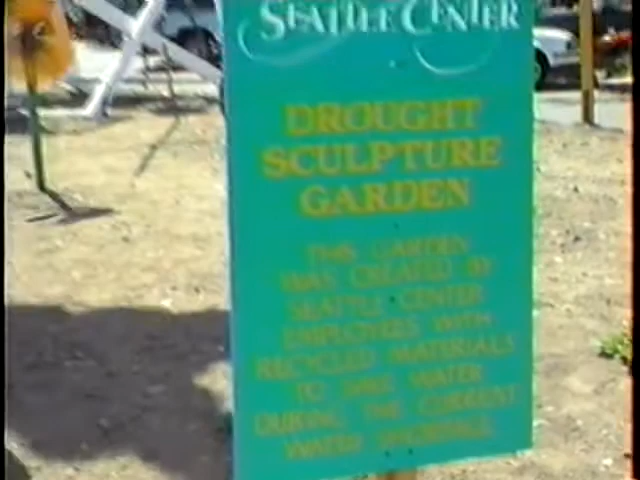 SEATTLE CENTER
DROUGHT
SCULPTURE
GARDEN
THIS GARDEN
WAS CREATED BY
SEATTLE CENTER
EMPLOYEES WITH
RECYCLED MATERIALS
TO SAVE WATER
DURING THE CURRENT
WATER SHORTAGE